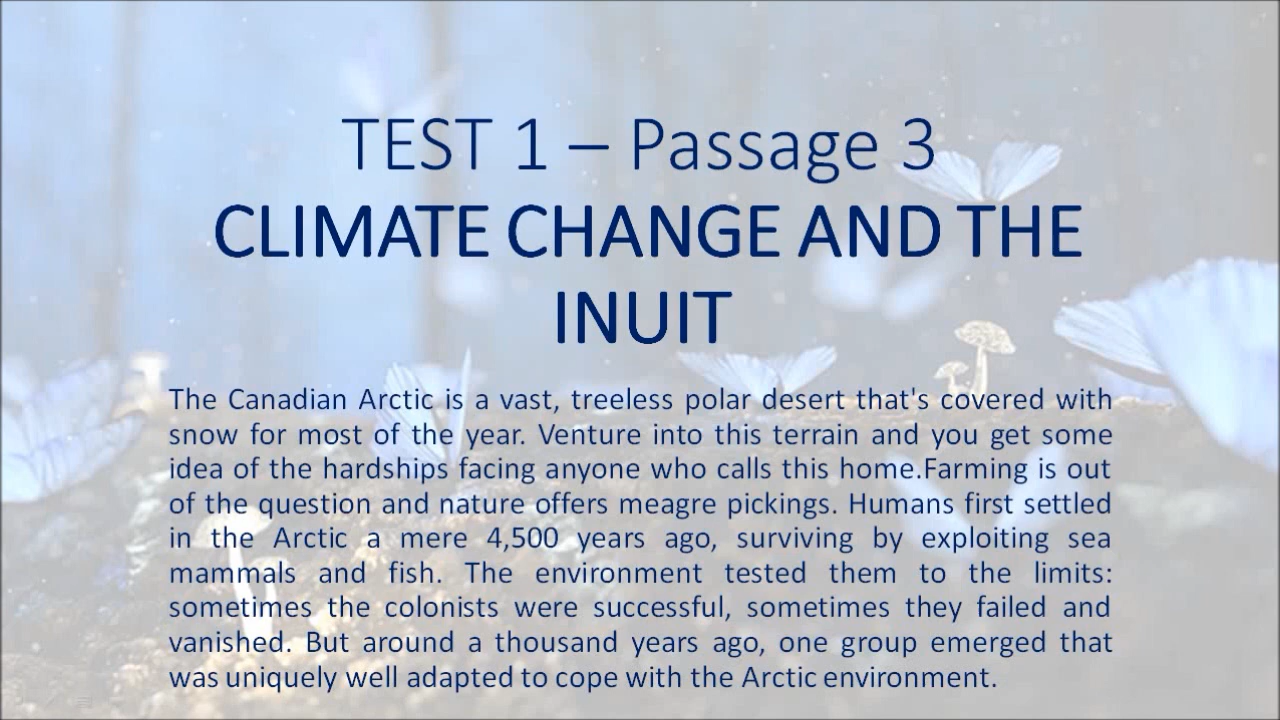 TEST 1 – Passage 3
CLIMATE CHANGE AND THE
INUIT
The Canadian Arctic is a vast, treeless polar desert that's covered with
snow for most of the year. Venture into this terrain and you get some
idea of the hardships facing anyone who calls this home.Farming is out
of the question and nature offers meagre pickings. Humans first settled
in the Arctic a mere 4,500 years ago, surviving by exploiting sea
mammals and fish. The environment tested them to the limits:
sometimes the colonists were successful, sometimes they failed and
vanished. But around a thousand years ago, one group emerged that
was uniquely well adapted to cope with the Arctic environment.